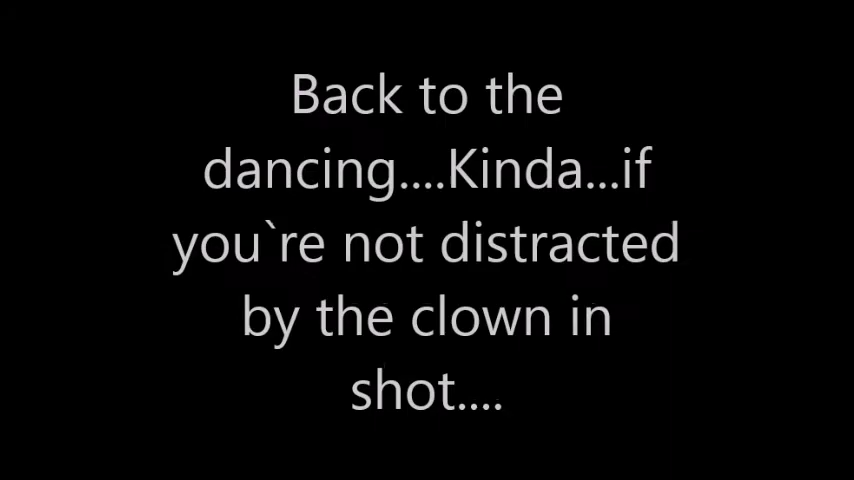 Back to the
dancing....Kinda...if
you`re not distracted
by the clown in
shot....